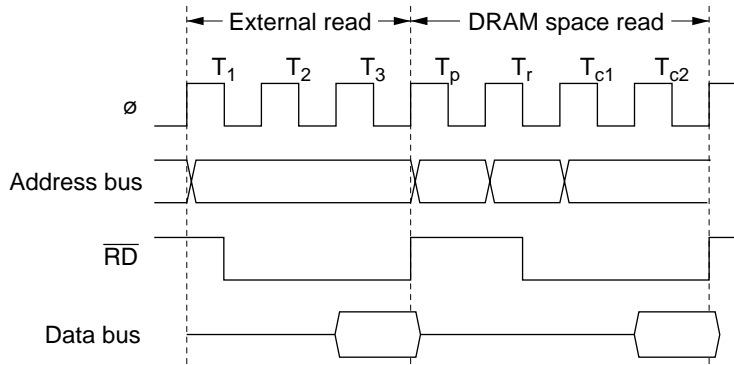 External read DRAM space read
T1 T2 T3 Tp Tr Tc1 Tc2
ø
Address bus
RD
Data bus